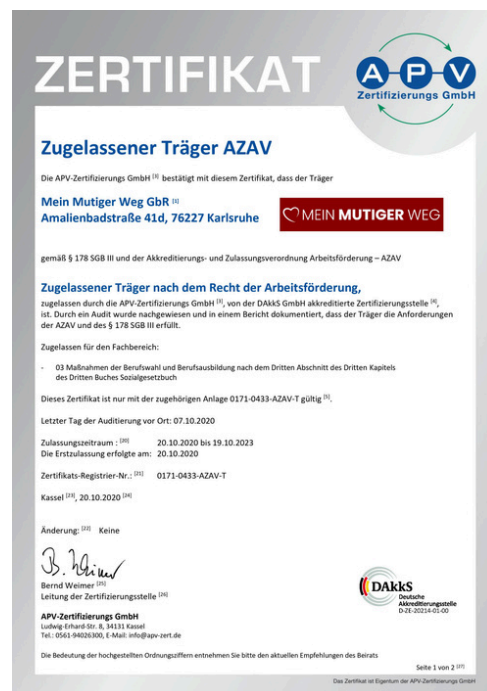 ZERTIFIKAT
A-P-V
Zertifizierungs GmbH
Zugelassener Träger AZAV
Die APV-Zertifizierungs GmbH [3] bestätigt mit diesem Zertifikat, dass der Träger
Mein Mutiger Weg GbR [1]
Amalienbadstraße 41d, 76227 Karlsruhe
MEIN MUTIGER WEG
gemäß § 178 SGB III und der Akkreditierungs- und Zulassungsverordnung Arbeitsförderung – AZAV
Zugelassener Träger nach dem Recht der Arbeitsförderung,
zugelassen durch die APV-Zertifizierungs GmbH [3], von der DAkkS GmbH akkreditierte Zertifizierungsstelle [4],
ist. Durch ein Audit wurde nachgewiesen und in einem Bericht dokumentiert, dass der Träger die Anforderungen
der AZAV und des § 178 SGB III erfüllt.
Zugelassen für den Fachbereich:
- 03 Maßnahmen der Berufswahl und Berufsausbildung nach dem Dritten Abschnitt des Dritten Kapitels
des Dritten Buches Sozialgesetzbuch
Dieses Zertifikat ist nur mit der zugehörigen Anlage 0171-0433-AZAV-T gültig [5].
Letzter Tag der Auditierung vor Ort: 07.10.2020
Zulassungszeitraum : [20] 20.10.2020 bis 19.10.2023
Die Erstzulassung erfolgte am: 20.10.2020
Zertifikats-Registrier-Nr.: [21] 0171-0433-AZAV-T
Kassel [23], 20.10.2020 [24]
Änderung: [22] Keine
B. Weimer
Bernd Weimer [25]
Leitung der Zertifizierungsstelle [26]
DAkkS
Deutsche
Akkreditierungsstelle
D-ZE-20214-01-00
APV-Zertifizierungs GmbH
Ludwig-Erhard-Str. 8, 34131 Kassel
Tel.: 0561-94026300, E-Mail: info@apv-zert.de
Die Bedeutung der hochgestellten Ordnungsziffern entnehmen Sie bitte den aktuellen Empfehlungen des Beirats
Seite 1 von 2 [27]
Das Zertifikat ist Eigentum der APV-Zertifizierungs GmbH